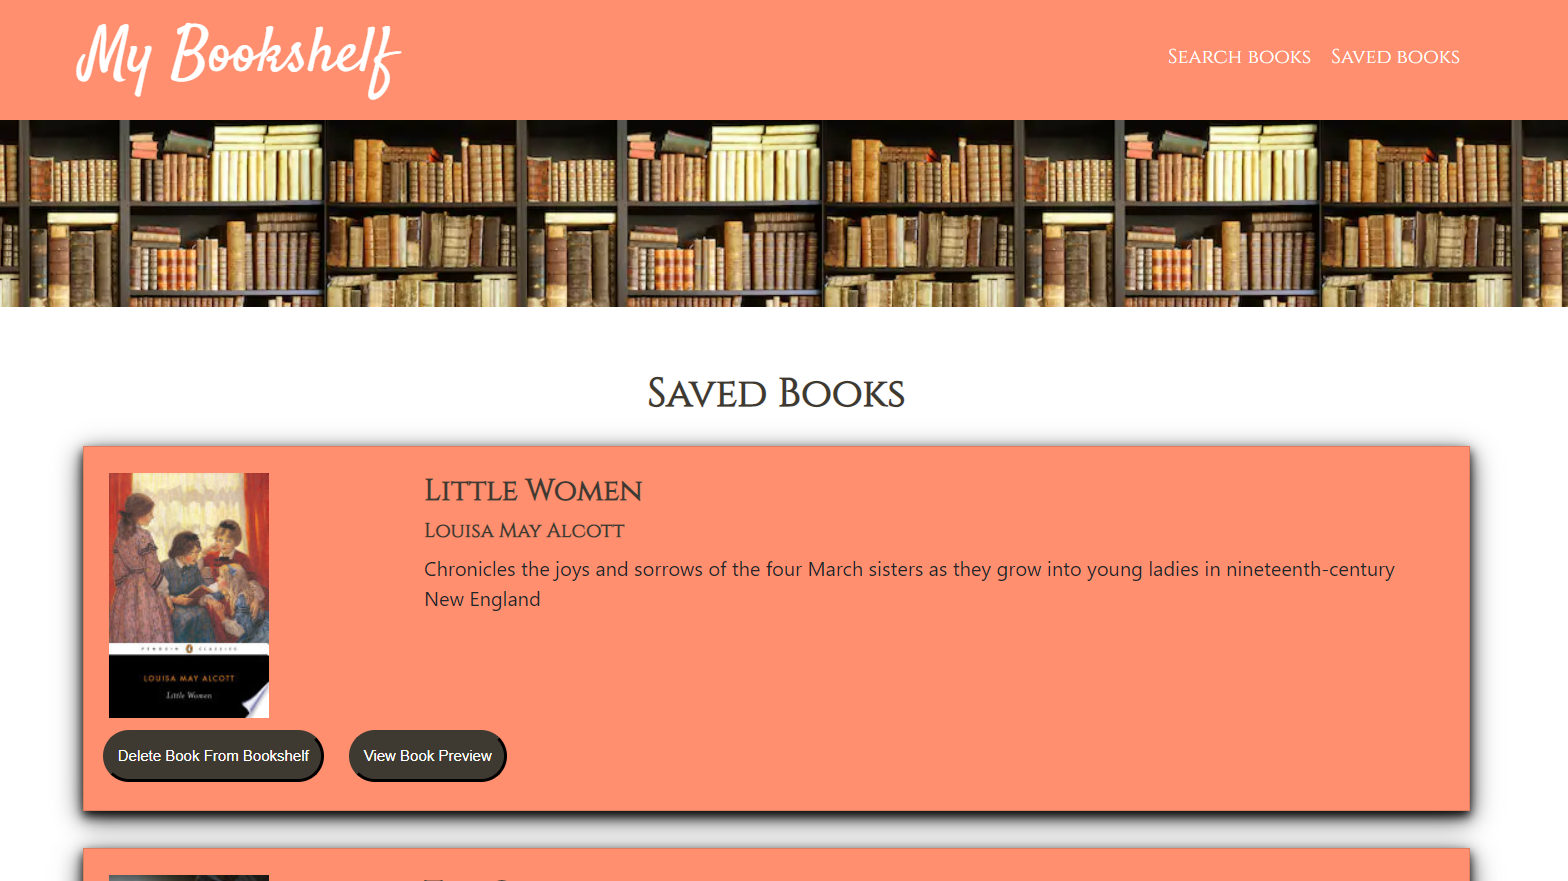 My Bookshelf
Search books Saved books
Saved Books
Little Women
Louisa May Alcott
Chronicles the joys and sorrows of the four March sisters as they grow into young ladies in nineteenth-century
New England
PENGUIN CLASSICS
LOUISA MAY ALCOTT
Little Women
Delete Book From Bookshelf View Book Preview